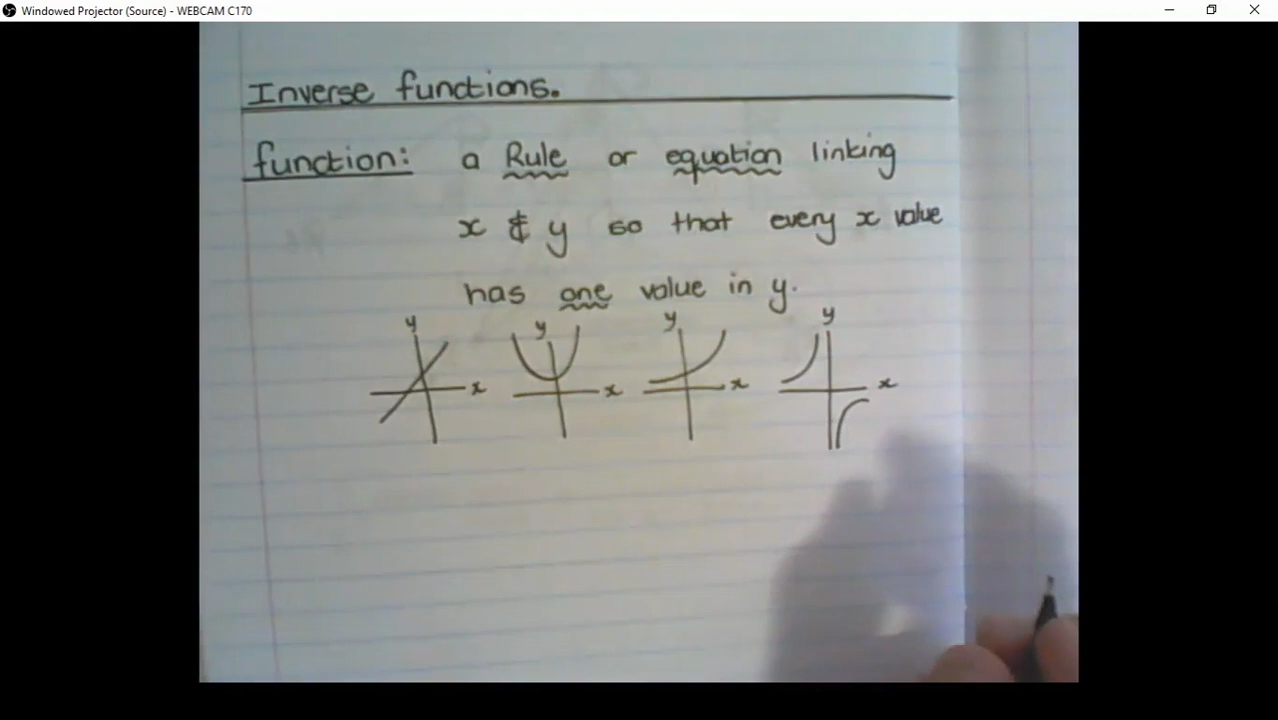 Windowed Projector (Source) - WEBCAM C170
Inverse functions.
function: a Rule or equation linking
x & y so that every x value
has one value in y.
y y y y
x x x x